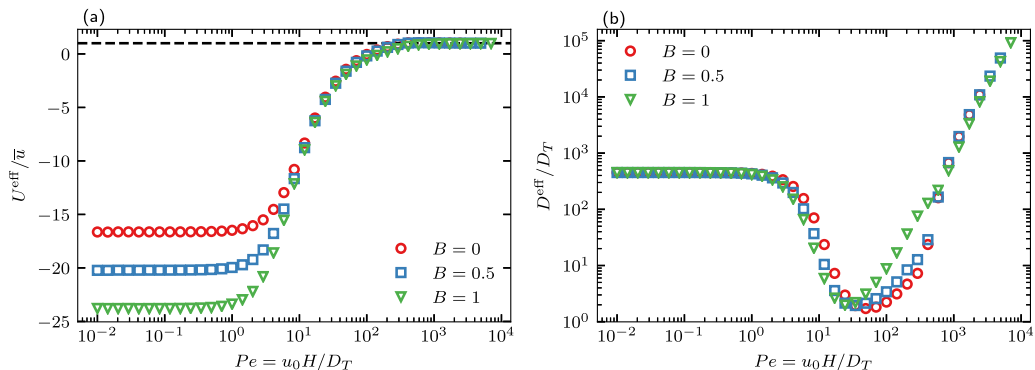 (a)
0
−5
−10
−15
−20
−25
U^eff/u̅
B = 0
B = 0.5
B = 1
10^−2 10^−1 10^0 10^1 10^2 10^3 10^4
Pe = u_0H/D_T
(b)
10^5
10^4
10^3
10^2
10^1
10^0
D^eff/D_T
B = 0
B = 0.5
B = 1
10^−2 10^−1 10^0 10^1 10^2 10^3 10^4
Pe = u_0H/D_T